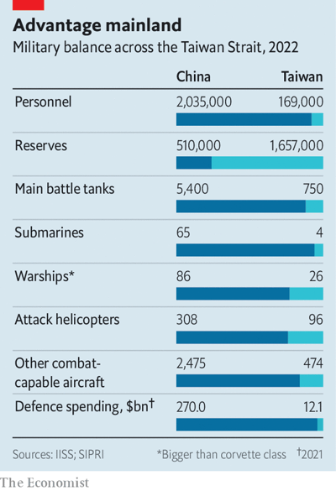 Advantage mainland
Military balance across the Taiwan Strait, 2022
China Taiwan
Personnel 2,035,000 169,000
Reserves 510,000 1,657,000
Main battle tanks 5,400 750
Submarines 65 4
Warships* 86 26
Attack helicopters 308 96
Other combat- 2,475 474
capable aircraft
Defence spending, $bn† 270.0 12.1
Sources: IISS; SIPRI *Bigger than corvette class †2021
The Economist